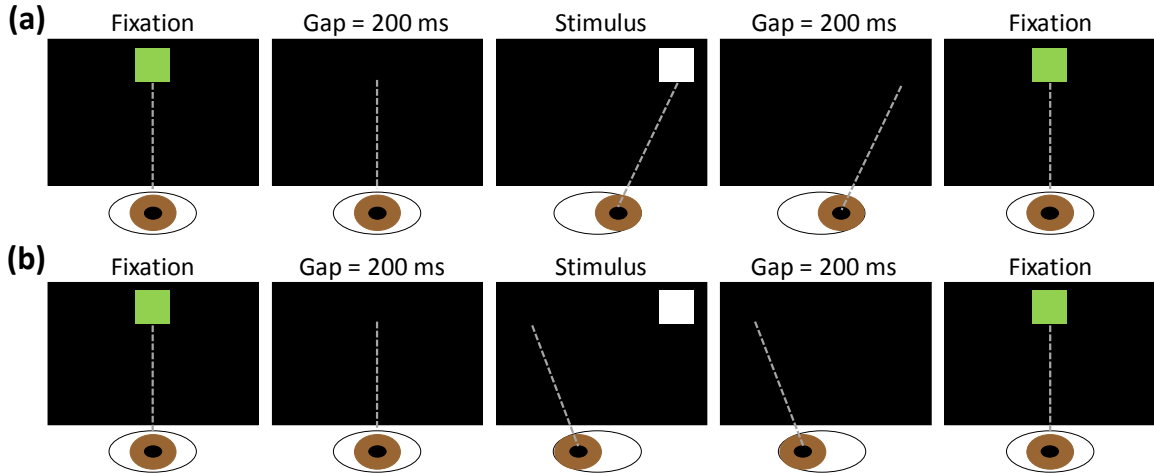 (a) Fixation Gap = 200 ms Stimulus Gap = 200 ms Fixation
(b) Fixation Gap = 200 ms Stimulus Gap = 200 ms Fixation